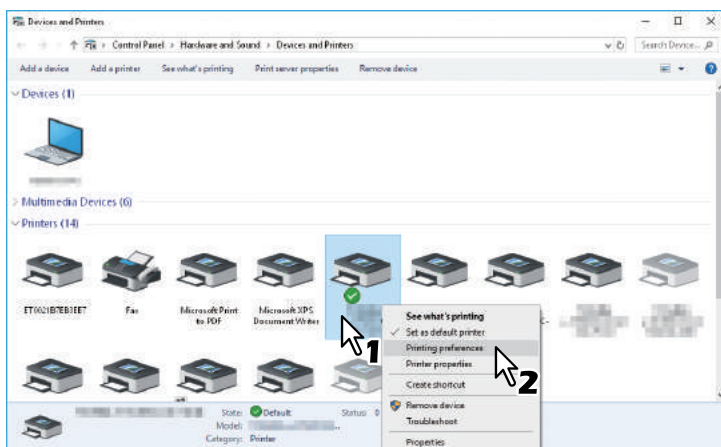 Devices and Printers
Control Panel > Hardware and Sound > Devices and Printers
Search Device...
Add a device Add a printer See what's printing Print server properties Remove device
Devices (1)
Multimedia Devices (6)
Printers (14)
Fax
Microsoft Print
to PDF
Microsoft XPS
Document Writer
1
See what's printing
Set as default printer
Printing preferences
2
Printer properties
Create shortcut
Remove device
Troubleshoot
Properties
State: Default
Status: 0
Model:
Category: Printer